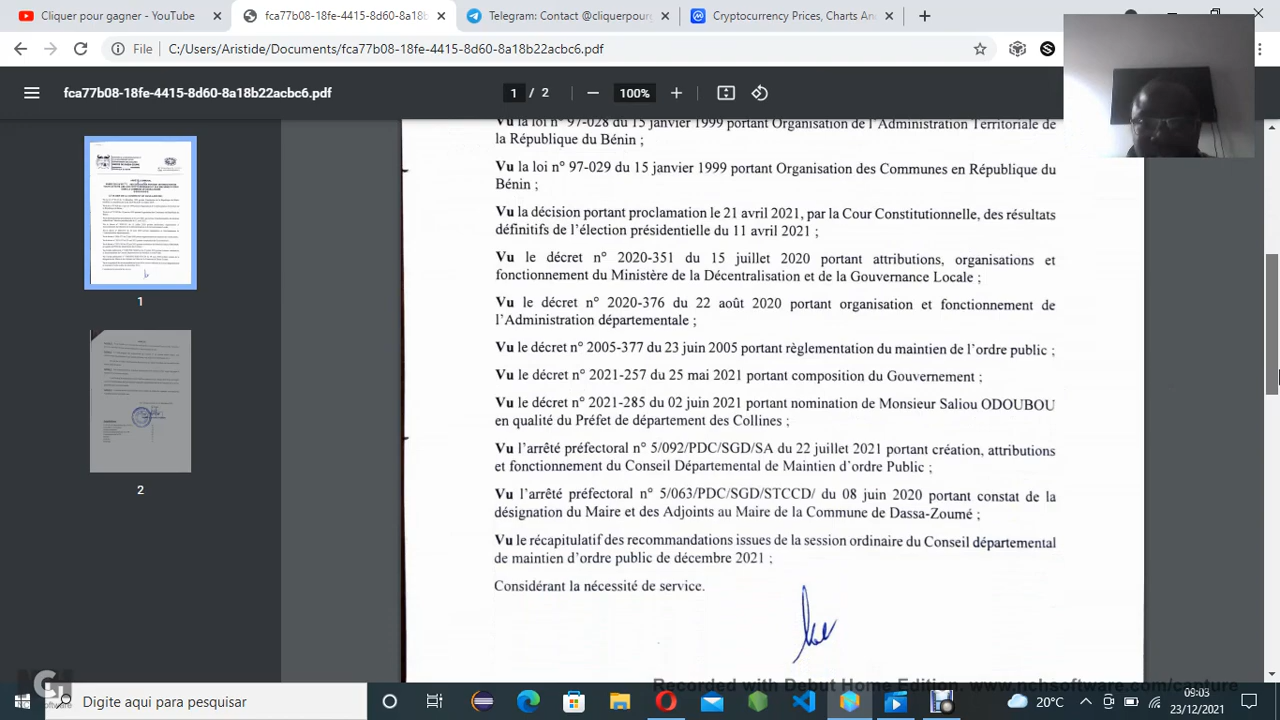 Cliquer pour gagner - YouTube
fca77b08-18fe-4415-8d60-8a18b
Telegram: Contact @cliquerpourg
Cryptocurrency Prices, Charts An
File
C:/Users/Aristide/Documents/fca77b08-18fe-4415-8d60-8a18b22acbc6.pdf
fca77b08-18fe-4415-8d60-8a18b22acbc6.pdf
1 / 2
100%
Vu la loi n° 97-028 du 15 janvier 1999 portant Organisation de l'Administration Territoriale de
la République du Bénin ;
Vu la loi n° 97-029 du 15 janvier 1999 portant Organisation des Communes en République du
Bénin ;
Vu la décision portant proclamation le 21 avril 2021, par la Cour Constitutionnelle, des résultats
définitifs de l'élection présidentielle du 11 avril 2021 ;
Vu le décret n° 2020-351 du 15 juillet 2020 portant attributions, organisations et
fonctionnement du Ministère de la Décentralisation et de la Gouvernance Locale ;
Vu le décret n° 2020-376 du 22 août 2020 portant organisation et fonctionnement de
l'Administration départementale ;
Vu le décret n° 2005-377 du 23 juin 2005 portant règlementation du maintien de l'ordre public ;
Vu le décret n° 2021-257 du 25 mai 2021 portant composition du Gouvernement ;
Vu le décret n° 2021-285 du 02 juin 2021 portant nomination de Monsieur Saliou ODOUBOU
en qualité du Préfet de département des Collines ;
Vu l'arrêté préfectoral n° 5/092/PDC/SGD/SA du 22 juillet 2021 portant création, attributions
et fonctionnement du Conseil Départemental de Maintien d'ordre Public ;
Vu l'arrêté préfectoral n° 5/063/PDC/SGD/STCCD/ du 08 juin 2020 portant constat de la
désignation du Maire et des Adjoints au Maire de la Commune de Dassa-Zoumé ;
Vu le récapitulatif des recommandations issues de la session ordinaire du Conseil départemental
de maintien d'ordre public de décembre 2021 ;
Considérant la nécessité de service.
1
2
NCH
Recorded with Debut Home Edition. www.nchsoftware.com/capture
Digite aqui para pesquisar
20°C
09:03
23/12/2021